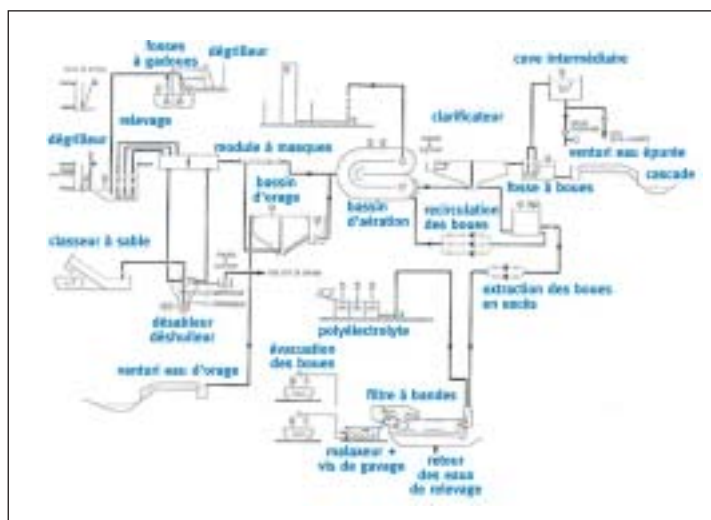 fosses
à gadoues
dégrilleur
cuve intermédiaire
relevage
clarificateur
dégrilleur
module à masques
venturi eau épurée
bassin
d'orage
fosse à boues
cascade
bassin
d'aération
recirculation
des boues
classeur à sable
extraction des boues
en excès
désableur
déshuileur
polyélectrolyte
évacuation
des boues
venturi eau d'orage
filtre à bandes
malaxeur +
vis de gavage
retour
des eaux
de relevage